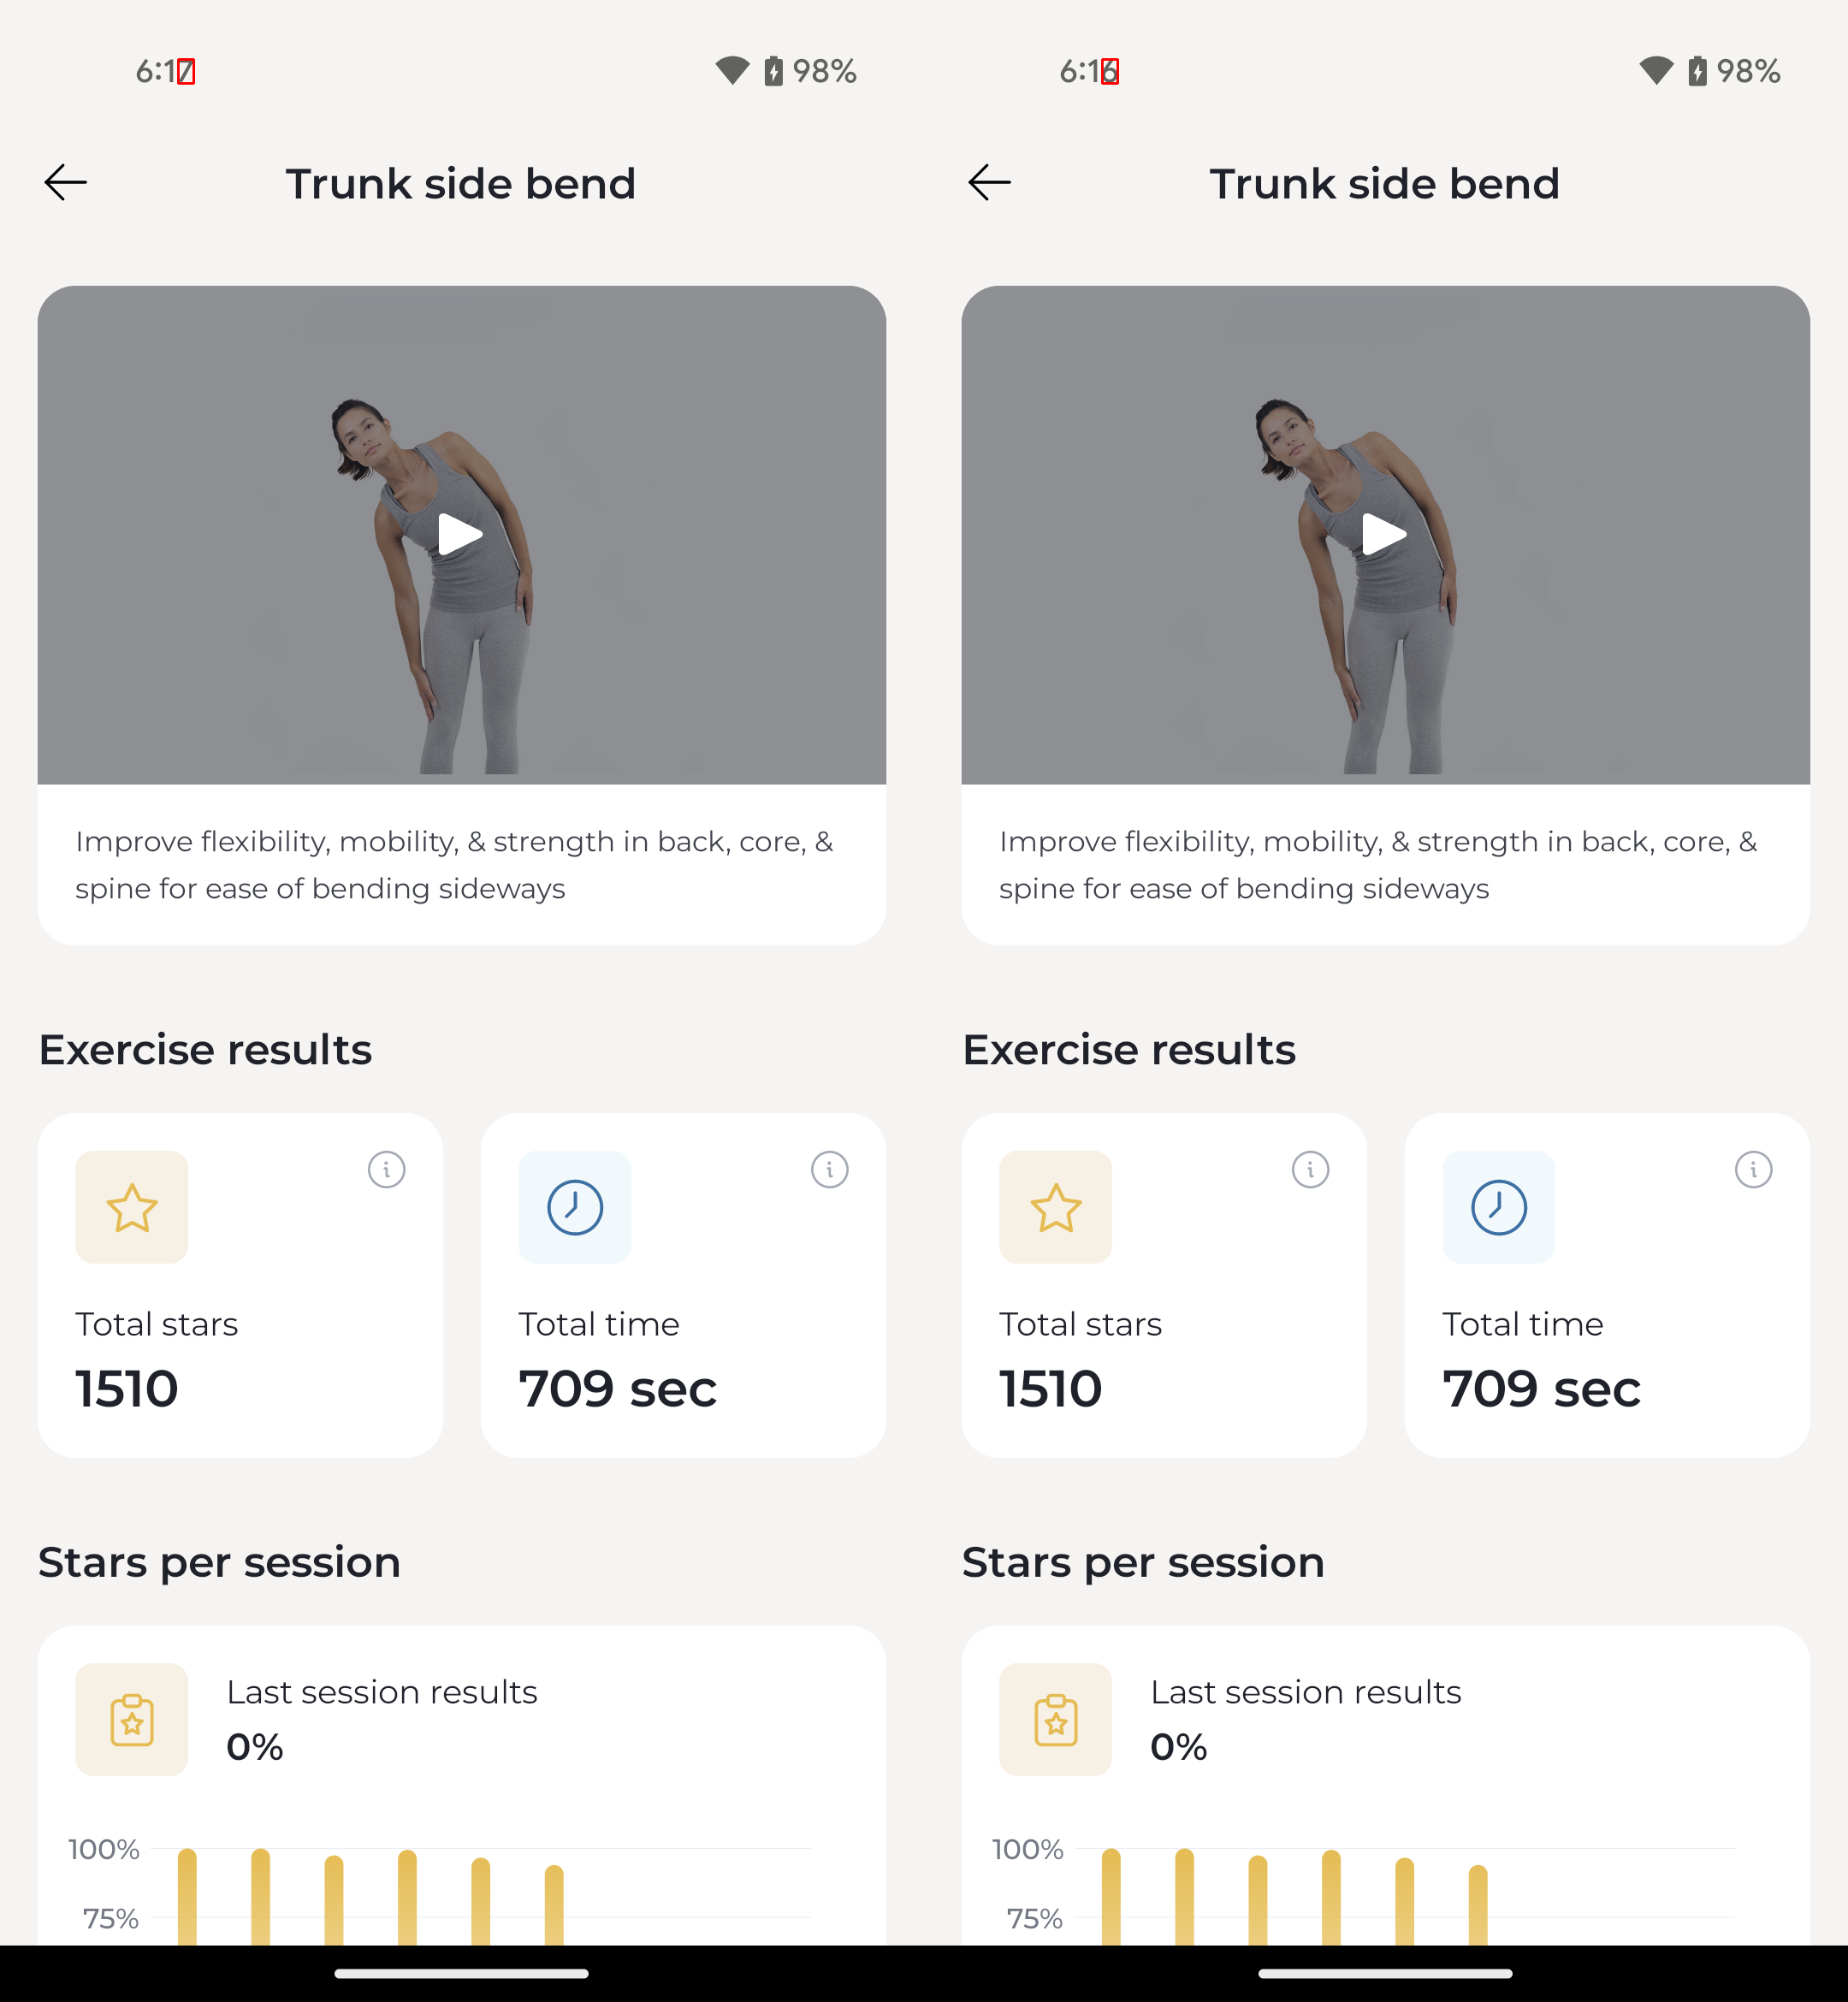 6:17
98%
Trunk side bend
Improve flexibility, mobility, & strength in back, core, &
spine for ease of bending sideways
Exercise results
Total stars
1510
Total time
709 sec
Stars per session
Last session results
0%
100%
75%
6:16
98%
Trunk side bend
Improve flexibility, mobility, & strength in back, core, &
spine for ease of bending sideways
Exercise results
Total stars
1510
Total time
709 sec
Stars per session
Last session results
0%
100%
75%